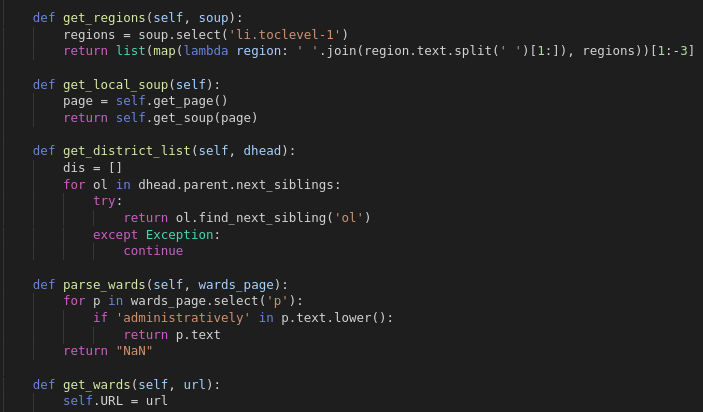 def get_regions(self, soup):
regions = soup.select('li.toclevel-1')
return list(map(lambda region: ' '.join(region.text.split(' ')[1:]), regions))[1:-3]
def get_local_soup(self):
page = self.get_page()
return self.get_soup(page)
def get_district_list(self, dhead):
dis = []
for ol in dhead.parent.next_siblings:
try:
return ol.find_next_sibling('ol')
except Exception:
continue
def parse_wards(self, wards_page):
for p in wards_page.select('p'):
if 'administratively' in p.text.lower():
return p.text
return "NaN"
def get_wards(self, url):
self.URL = url